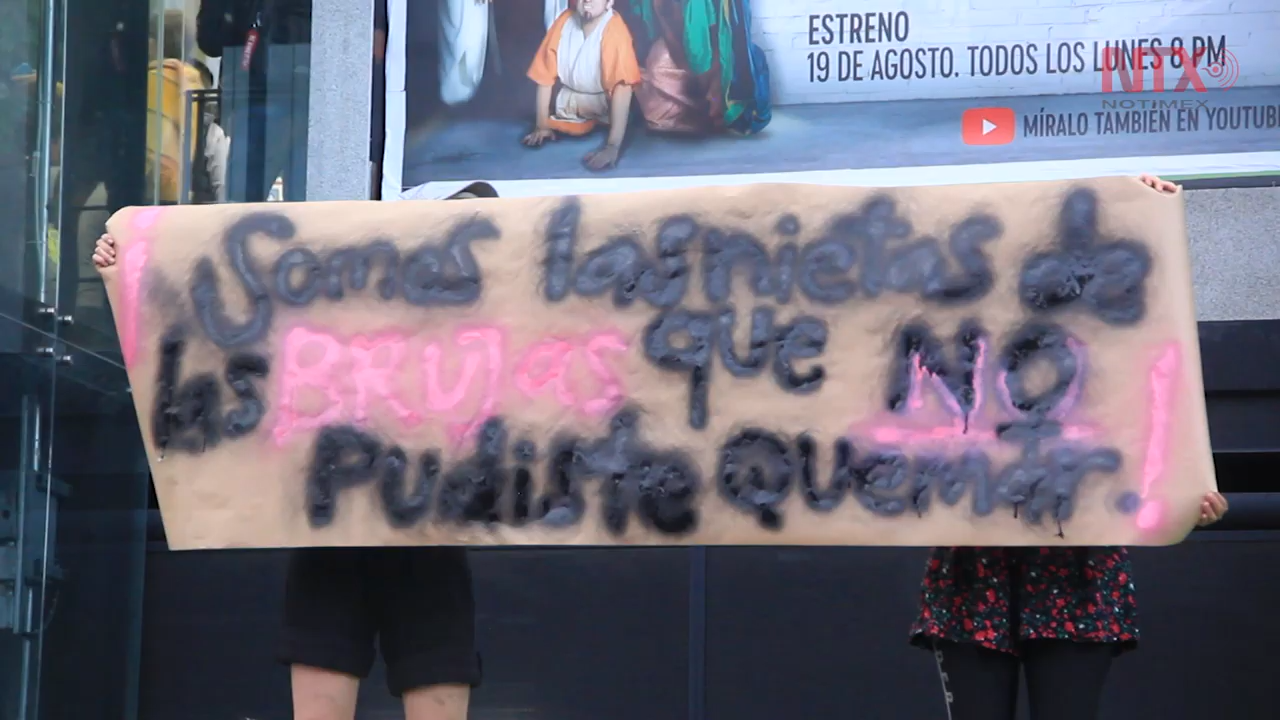 ESTRENO
19 DE AGOSTO. TODOS LOS LUNES 8 PM
NTX
NOTIMEX
MÍRALO TAMBIÉN EN YOUTUBE
Somos las nietas de
las BRUJas que NO
Pudiste Quemar.!